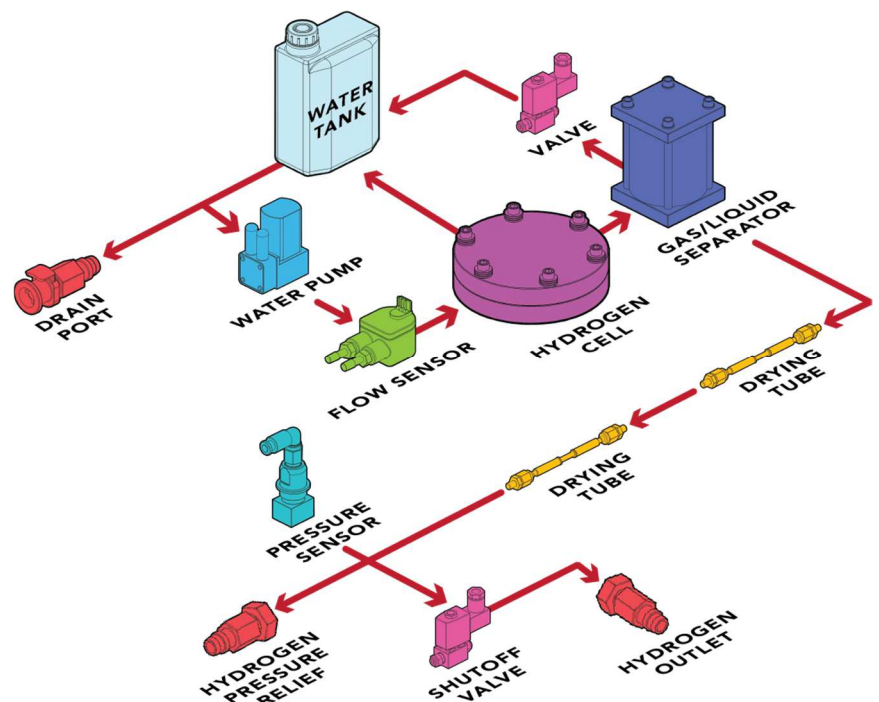 WATER
TANK
VALVE
GAS/LIQUID
SEPARATOR
DRAIN
PORT
WATER PUMP
FLOW SENSOR
HYDROGEN
CELL
DRYING
TUBE
DRYING
TUBE
PRESSURE
SENSOR
HYDROGEN
PRESSURE
RELIEF
SHUTOFF
VALVE
HYDROGEN
OUTLET